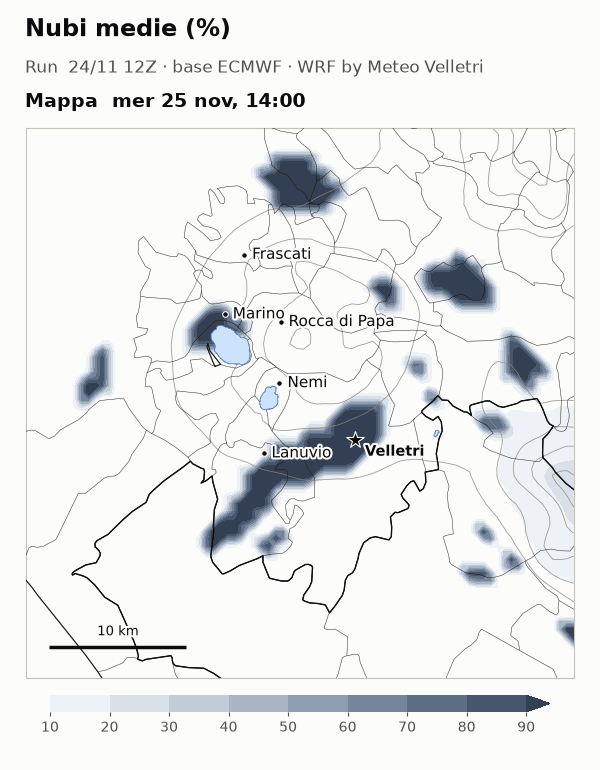 Nubi medie (%)
Run 24/11 12Z · base ECMWF · WRF by Meteo Velletri
Mappa mer 25 nov, 14:00
Frascati
Marino
Rocca di Papa
Nemi
Lanuvio
Velletri
10 km
10 20 30 40 50 60 70 80 90